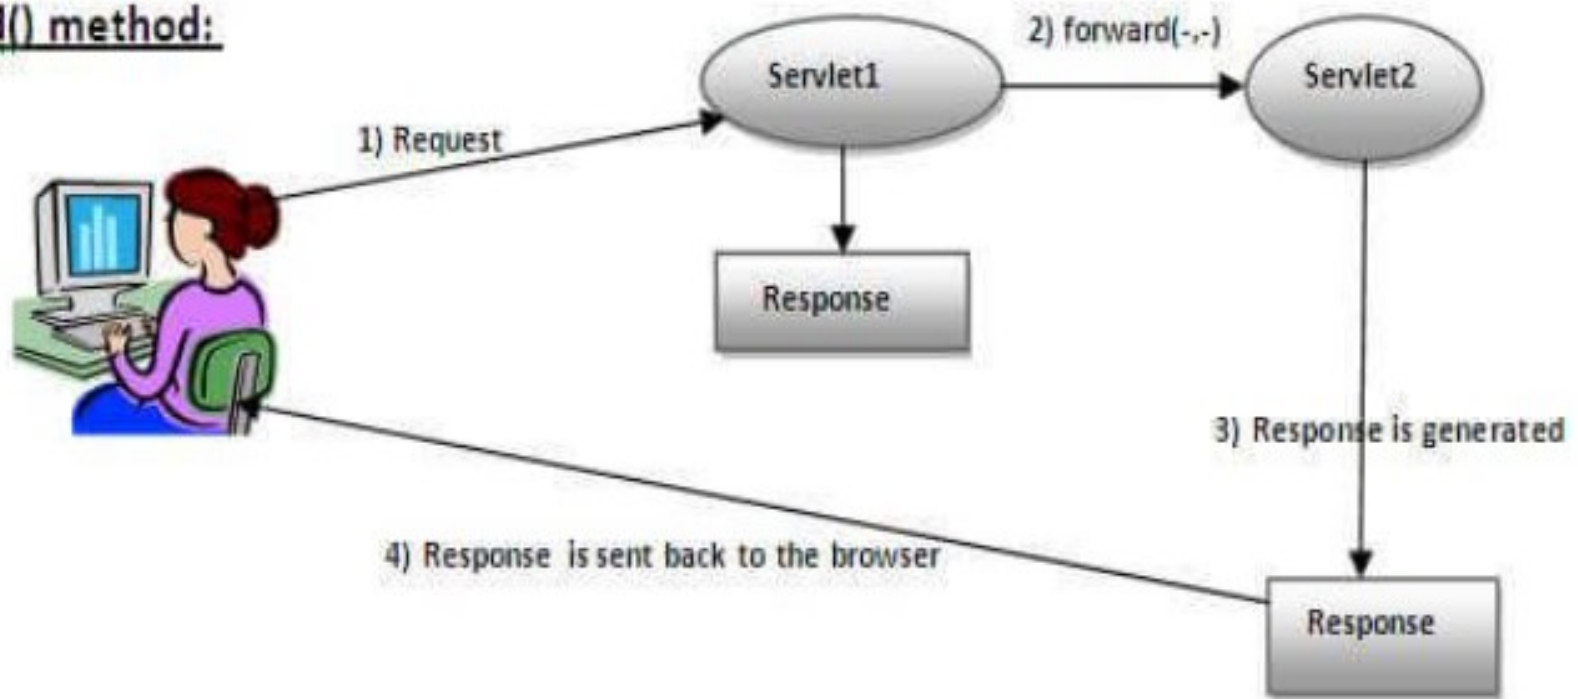 d() method:
2) forward(-,-)
Servlet1
Servlet2
1) Request
Response
3) Response is generated
4) Response is sent back to the browser
Response